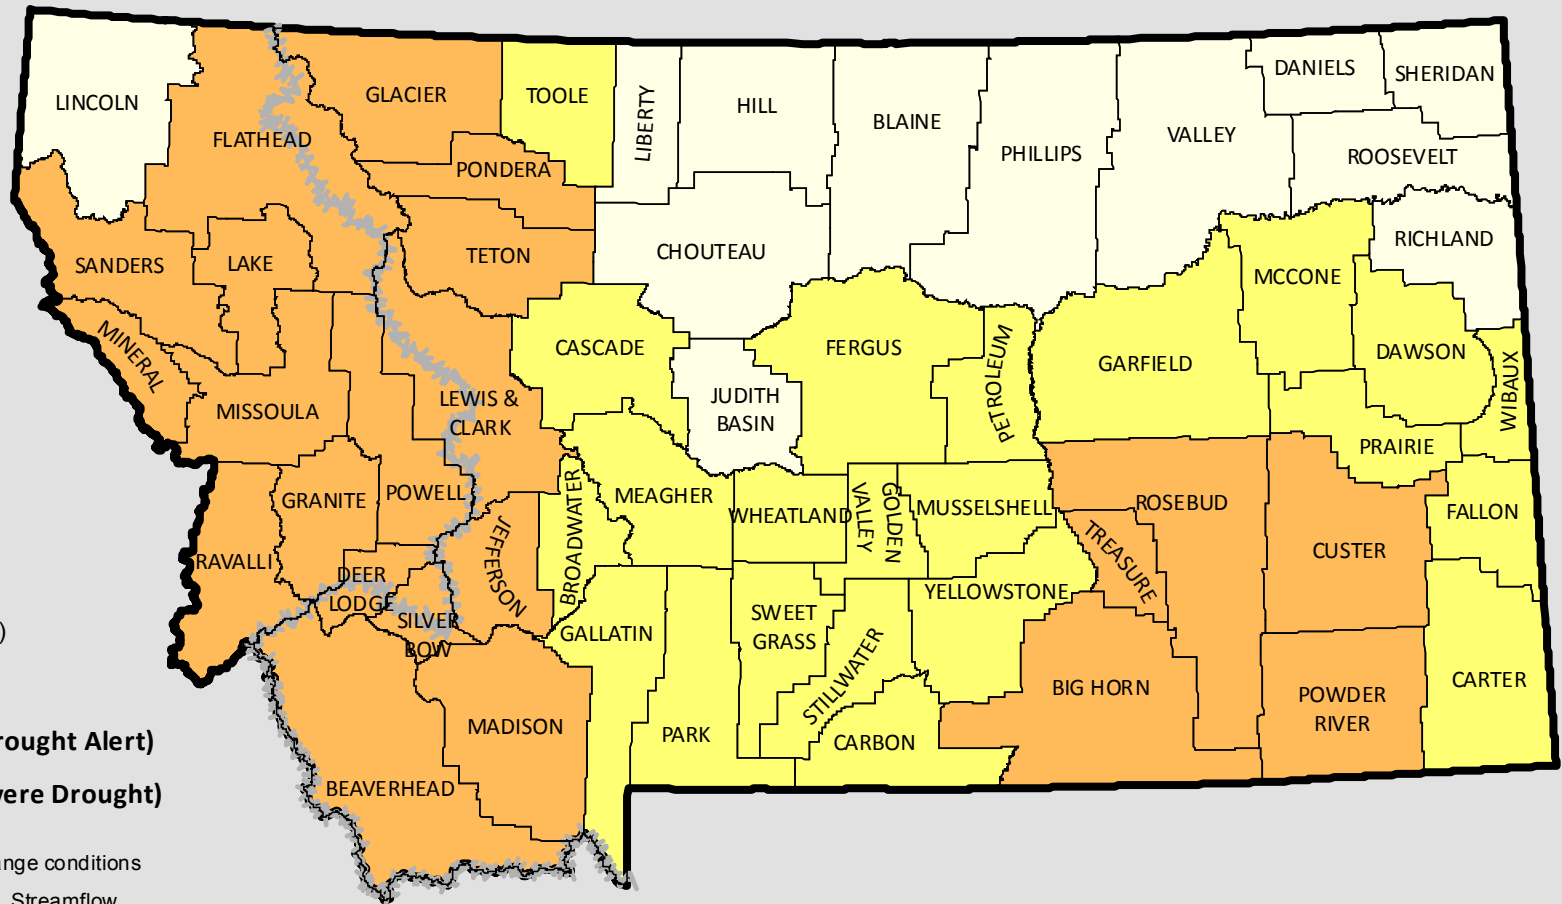 LINCOLN
FLATHEAD
GLACIER
TOOLE
LIBERTY
HILL
BLAINE
PHILLIPS
VALLEY
DANIELS
SHERIDAN
ROOSEVELT
PONDERA
TETON
CHOUTEAU
RICHLAND
SANDERS
LAKE
MCCONE
MINERAL
MISSOULA
LEWIS &
CLARK
CASCADE
JUDITH
BASIN
FERGUS
PETROLEUM
GARFIELD
DAWSON
WIBAUX
PRAIRIE
GRANITE
POWELL
RAVALLI
JEFFERSON
BROADWATER
MEAGHER
WHEATLAND
GOLDEN
VALLEY
MUSSELSHELL
ROSEBUD
TREASURE
CUSTER
FALLON
DEER
LODGE
SILVER
BOW
GALLATIN
SWEET
GRASS
STILLWATER
YELLOWSTONE
BIG HORN
POWDER
RIVER
CARTER
MADISON
BEAVERHEAD
PARK
CARBON
)
rought Alert)
vere Drought)
nge conditions
Streamflow